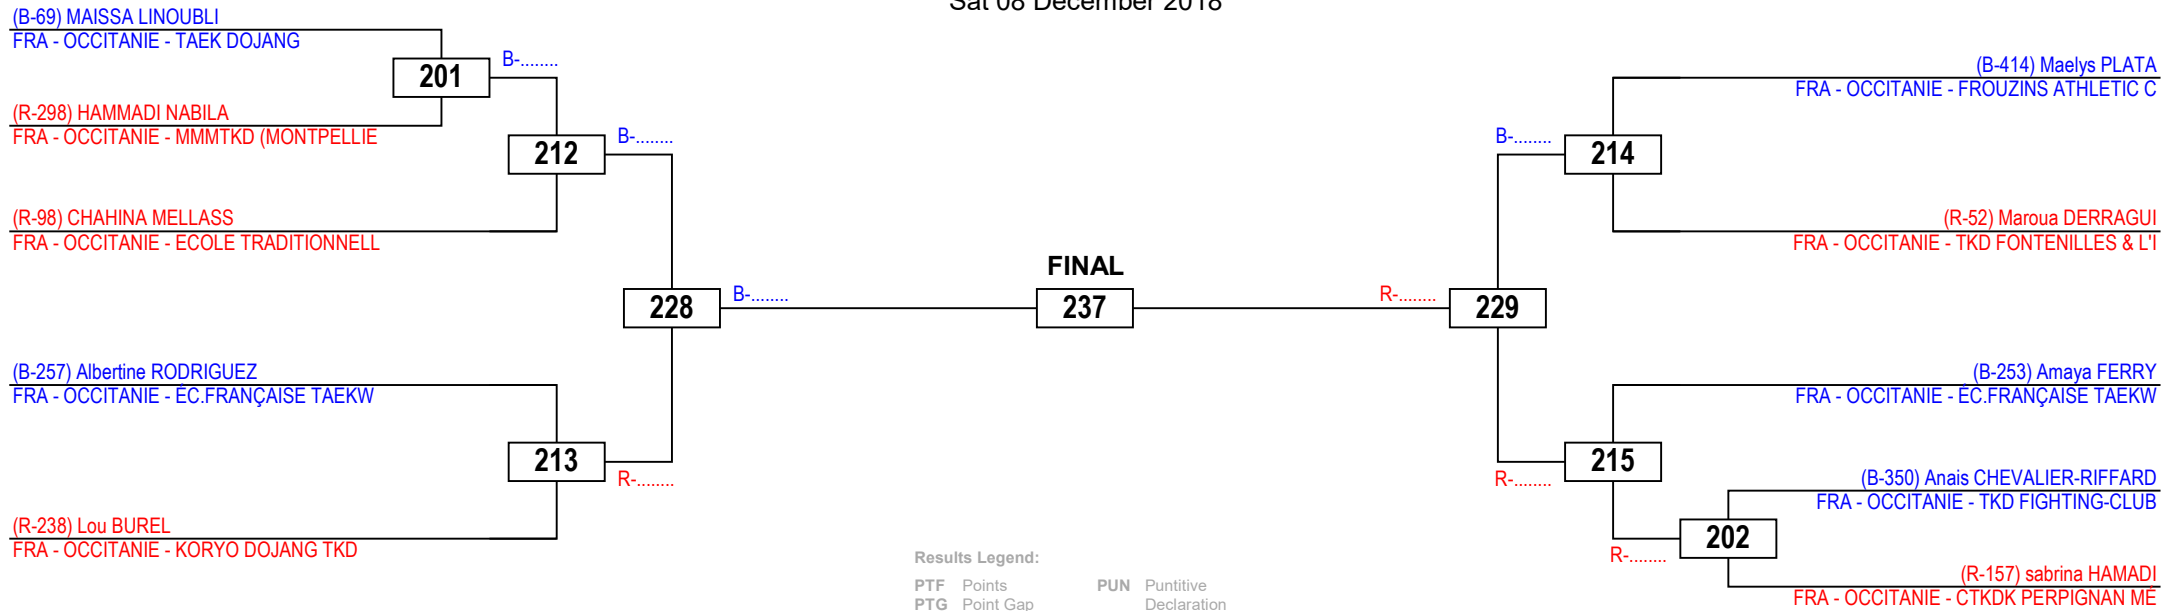 Sat 08 December 2018
(B-69) MAISSA LINOUBLI
FRA - OCCITANIE - TAEK DOJANG
201
B-........
(R-298) HAMMADI NABILA
FRA - OCCITANIE - MMMTKD (MONTPELLIE
212
B-........
(R-98) CHAHINA MELLASS
FRA - OCCITANIE - ECOLE TRADITIONNELL
228
B-........
(B-257) Albertine RODRIGUEZ
FRA - OCCITANIE - ÉC.FRANÇAISE TAEKW
213
R-........
(R-238) Lou BUREL
FRA - OCCITANIE - KORYO DOJANG TKD
FINAL
237
(B-414) Maelys PLATA
FRA - OCCITANIE - FROUZINS ATHLETIC C
B-........
214
(R-52) Maroua DERRAGUI
FRA - OCCITANIE - TKD FONTENILLES & L'I
R-........
229
(B-253) Amaya FERRY
FRA - OCCITANIE - ÉC.FRANÇAISE TAEKW
R-........
215
(B-350) Anais CHEVALIER-RIFFARD
FRA - OCCITANIE - TKD FIGHTING-CLUB
R-........
202
(R-157) sabrina HAMADI
FRA - OCCITANIE - CTKDK PERPIGNAN MÉ
Results Legend:
PTF Points PUN Puntitive
PTG Point Gap Declaration